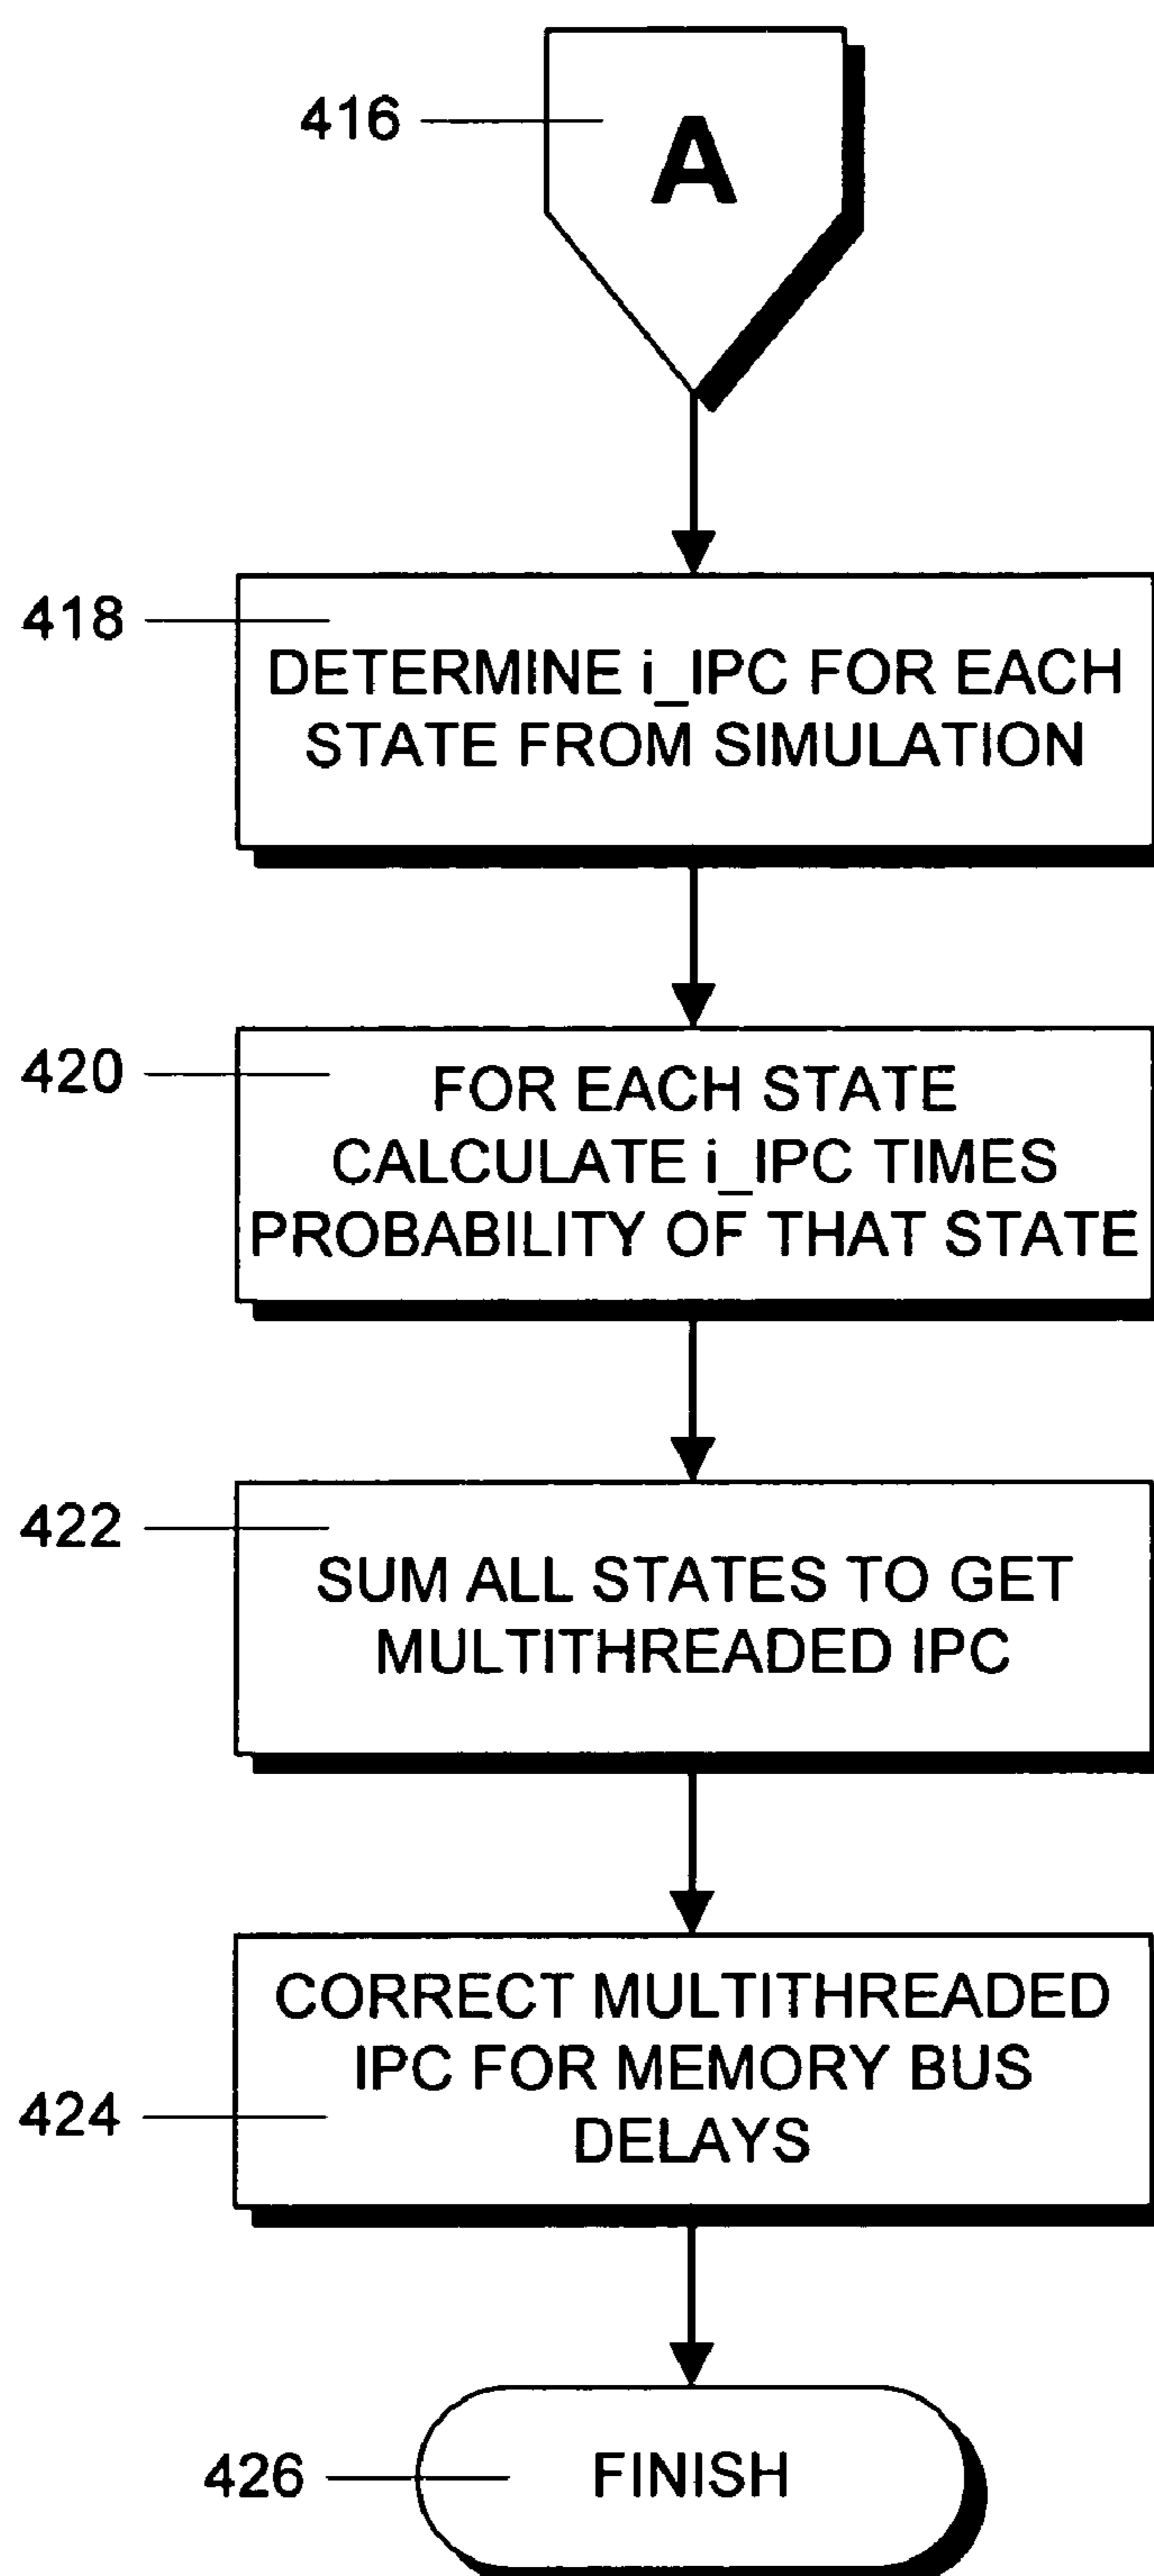 416
A
418
DETERMINE i_IPC FOR EACH
STATE FROM SIMULATION
420
FOR EACH STATE
CALCULATE i_IPC TIMES
PROBABILITY OF THAT STATE
422
SUM ALL STATES TO GET
MULTITHREADED IPC
CORRECT MULTITHREADED
IPC FOR MEMORY BUS
424
DELAYS
426
FINISH